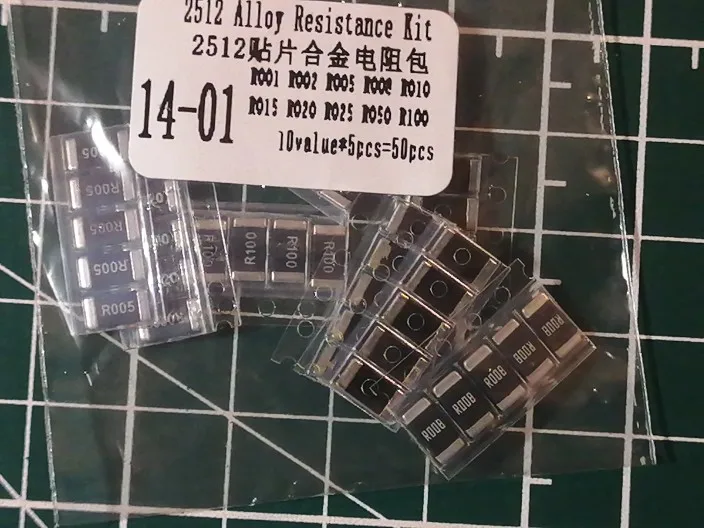 2512 Alloy Resistance Kit
2512贴片合金电阻包
R001 R002 R005 R008 R010
14-01
R015 R020 R025 R050 R100
10value*5pcs=50pcs
R005
R005
R005
R005
R100
R100
R100
R008
R008
R008
R008
R008